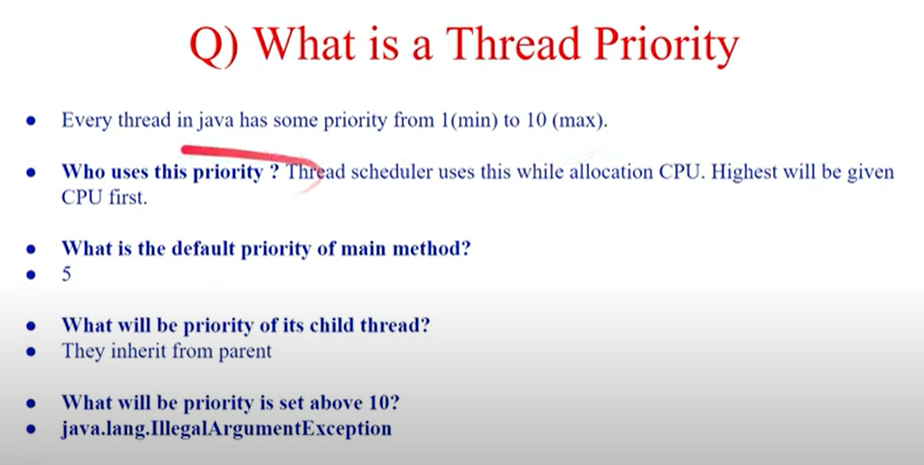 Q) What is a Thread Priority
● Every thread in java has some priority from 1(min) to 10 (max).
● Who uses this priority ? Thread scheduler uses this while allocation CPU. Highest will be given
CPU first.
● What is the default priority of main method?
● 5
● What will be priority of its child thread?
● They inherit from parent
● What will be priority is set above 10?
● java.lang.IllegalArgumentException